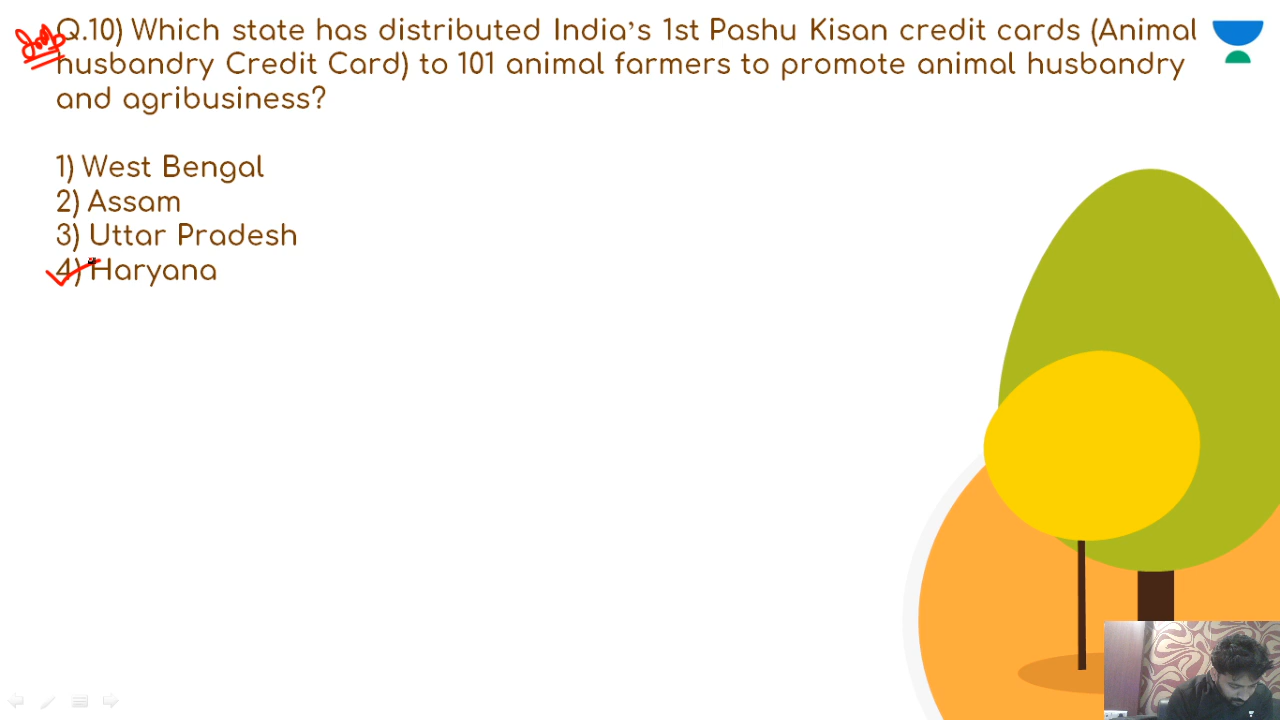 Imp
Q.10) Which state has distributed India's 1st Pashu Kisan credit cards (Animal
husbandry Credit Card) to 101 animal farmers to promote animal husbandry
and agribusiness?
1) West Bengal
2) Assam
3) Uttar Pradesh
4) Haryana